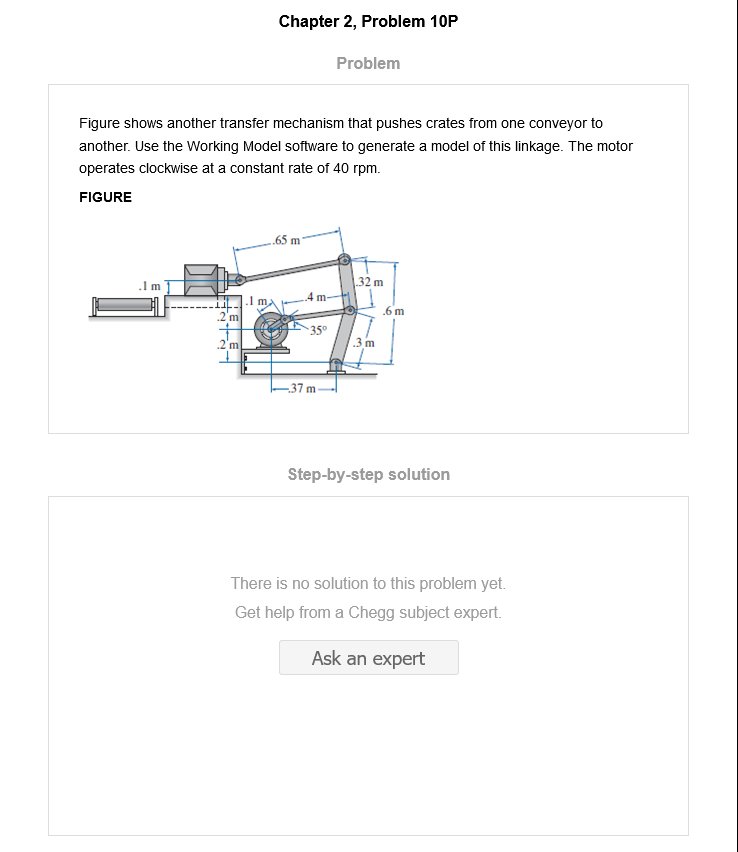 Chapter 2, Problem 10P
Problem
Figure shows another transfer mechanism that pushes crates from one conveyor to
another. Use the Working Model software to generate a model of this linkage. The motor
operates clockwise at a constant rate of 40 rpm.
FIGURE
.65 m
.1 m
.32 m
.1 m
.4 m
.2 m
.6 m
35°
.2 m
.3 m
.37 m
Step-by-step solution
There is no solution to this problem yet.
Get help from a Chegg subject expert.
Ask an expert